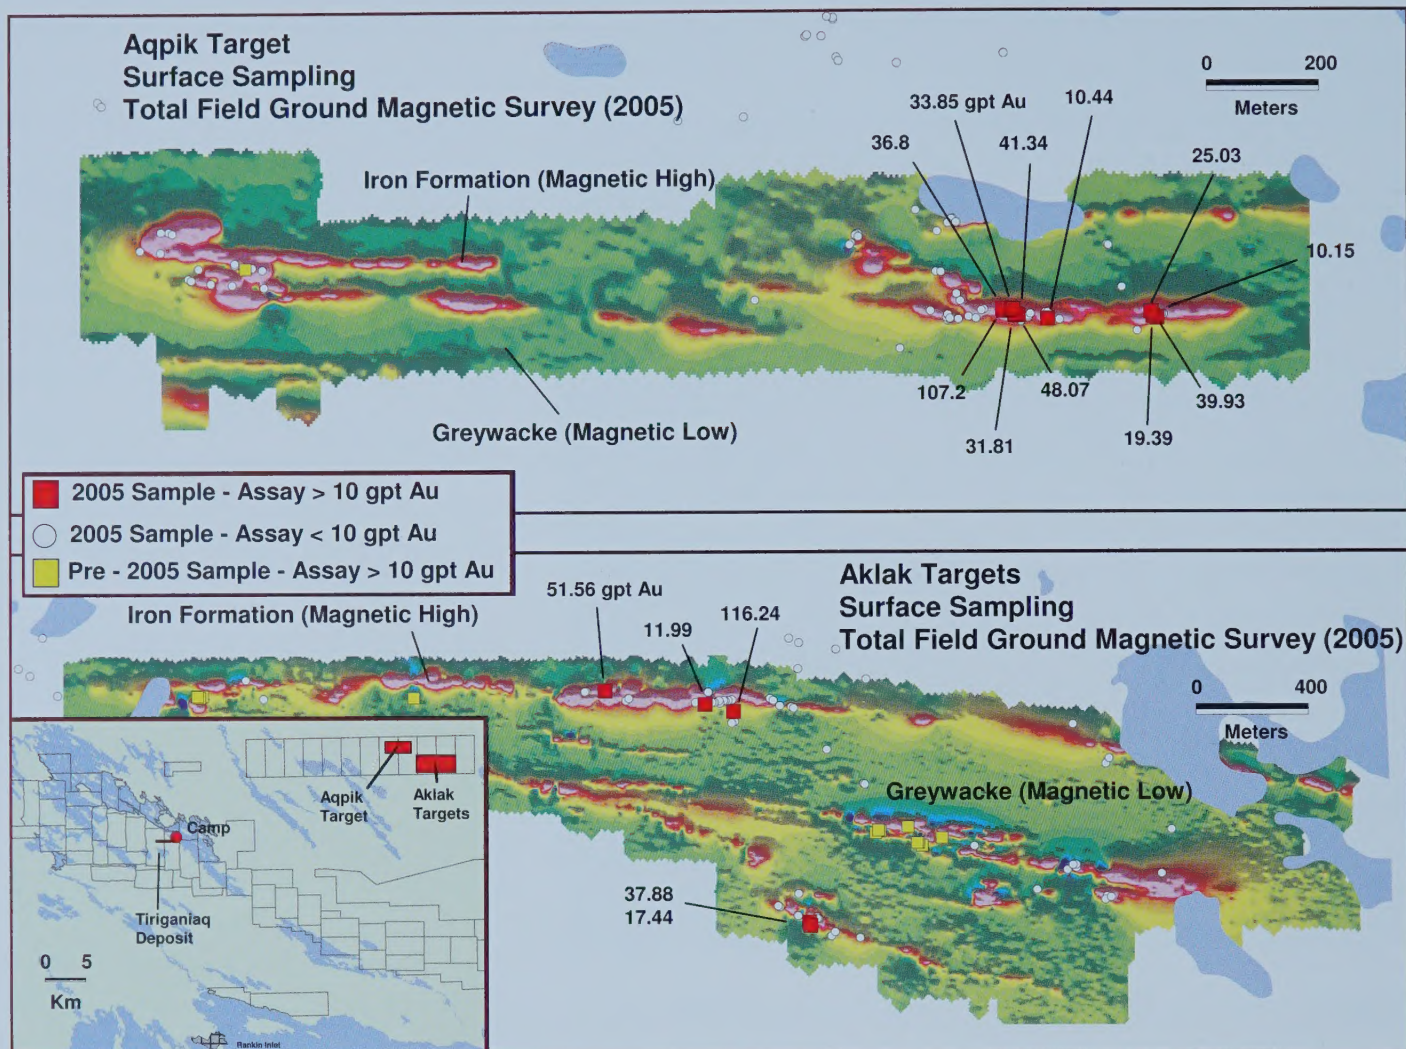 Aqpik Target
Surface Sampling
Total Field Ground Magnetic Survey (2005)
0 200
Meters
33.85 gpt Au
10.44
36.8
41.34
25.03
Iron Formation (Magnetic High)
10.15
107.2
48.07
39.93
Greywacke (Magnetic Low)
31.81
19.39
2005 Sample - Assay > 10 gpt Au
2005 Sample - Assay < 10 gpt Au
Pre - 2005 Sample - Assay > 10 gpt Au
Aklak Targets
Surface Sampling
Total Field Ground Magnetic Survey (2005)
51.56 gpt Au
Iron Formation (Magnetic High)
11.99
116.24
0 400
Meters
Greywacke (Magnetic Low)
37.88
17.44
Aqpik
Target
Aklak
Targets
Camp
Tiriganiaq
Deposit
0 5
Km
Rankin Inlet